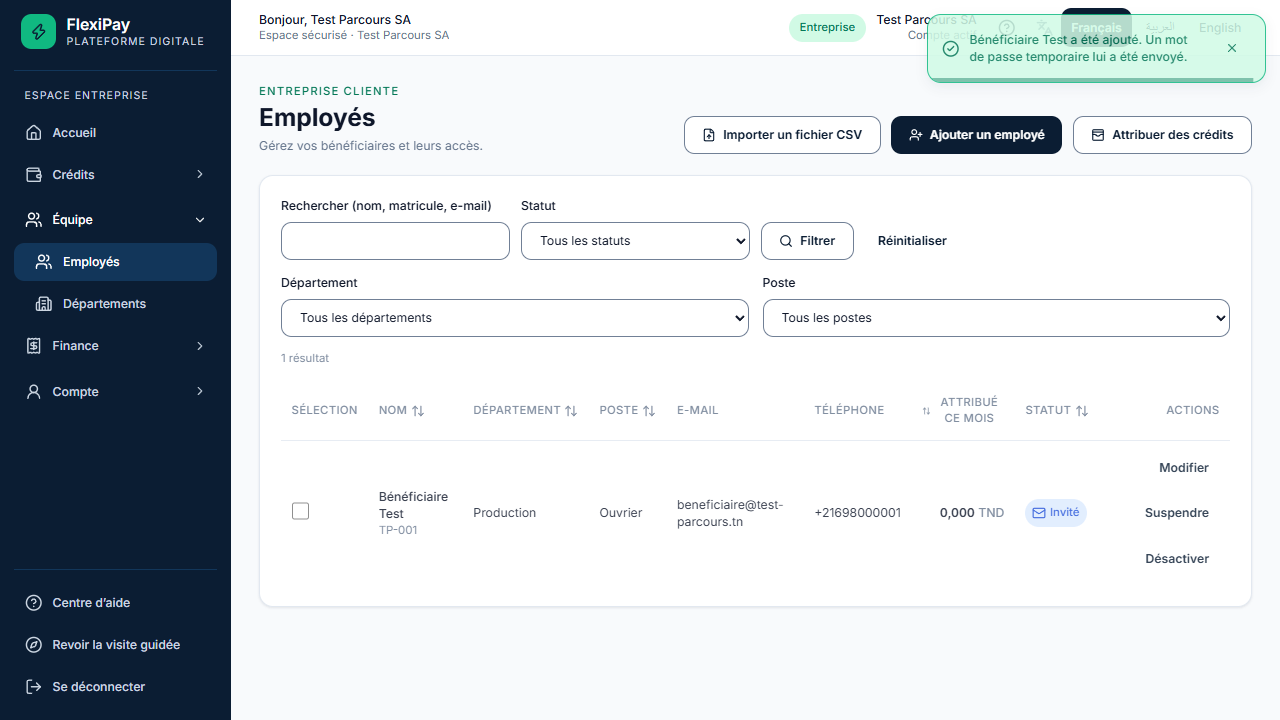 FlexiPay
PLATEFORME DIGITALE
ESPACE ENTREPRISE
Accueil
Crédits
Équipe
Employés
Départements
Finance
Compte
Centre d’aide
Revoir la visite guidée
Se déconnecter
Bonjour, Test Parcours SA
Espace sécurisé · Test Parcours SA
Entreprise
Test Parcours SA
Français
العربية
English
Bénéficiaire Test a été ajouté. Un mot
de passe temporaire lui a été envoyé.
ENTREPRISE CLIENTE
Employés
Gérez vos bénéficiaires et leurs accès.
Importer un fichier CSV
Ajouter un employé
Attribuer des crédits
Rechercher (nom, matricule, e-mail)
Statut
Tous les statuts
Filtrer
Réinitialiser
Département
Poste
Tous les départements
Tous les postes
1 résultat
SÉLECTION
NOM
DÉPARTEMENT
POSTE
E-MAIL
TÉLÉPHONE
ATTRIBUÉ
CE MOIS
STATUT
ACTIONS
Bénéficiaire
Test
TP-001
Production
Ouvrier
beneficiaire@test-
parcours.tn
+21698000001
0,000 TND
Invité
Modifier
Suspendre
Désactiver